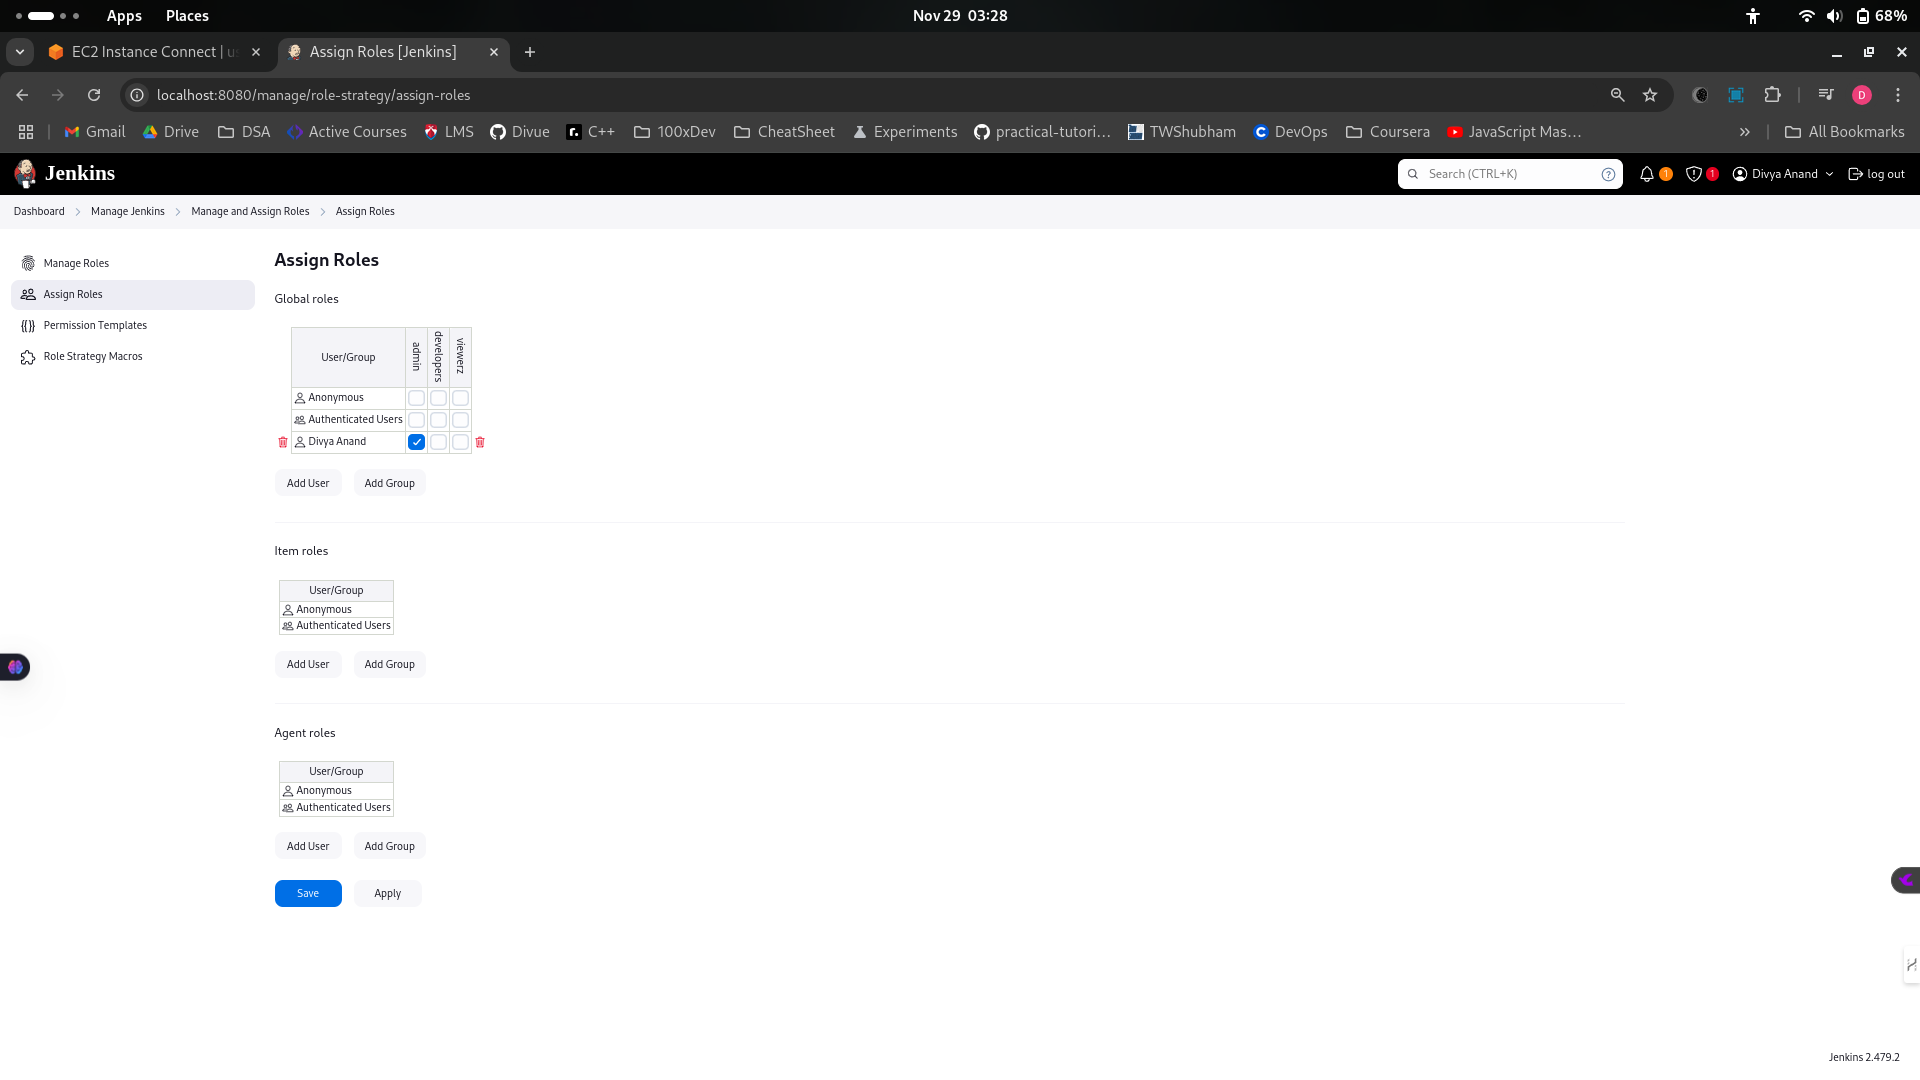 Apps Places Nov 29 03:28 68%
EC2 Instance Connect | Assign Roles [Jenkins]
localhost:8080/manage/role-strategy/assign-roles D
Gmail Drive DSA Active Courses LMS Divue C++ 100xDev CheatSheet Experiments practical-tutori... TWShubham DevOps Coursera JavaScript Mas... » All Bookmarks
Jenkins Search (CTRL+K) 1 1 Divya Anand log out
Dashboard Manage Jenkins Manage and Assign Roles Assign Roles
Manage Roles
Assign Roles
Permission Templates
Role Strategy Macros
Assign Roles
Global roles
User/Group admin developers viewerz
Anonymous
Authenticated Users
Divya Anand
Add User Add Group
Item roles
User/Group
Anonymous
Authenticated Users
Add User Add Group
Agent roles
User/Group
Anonymous
Authenticated Users
Add User Add Group
Save Apply
Jenkins 2.479.2